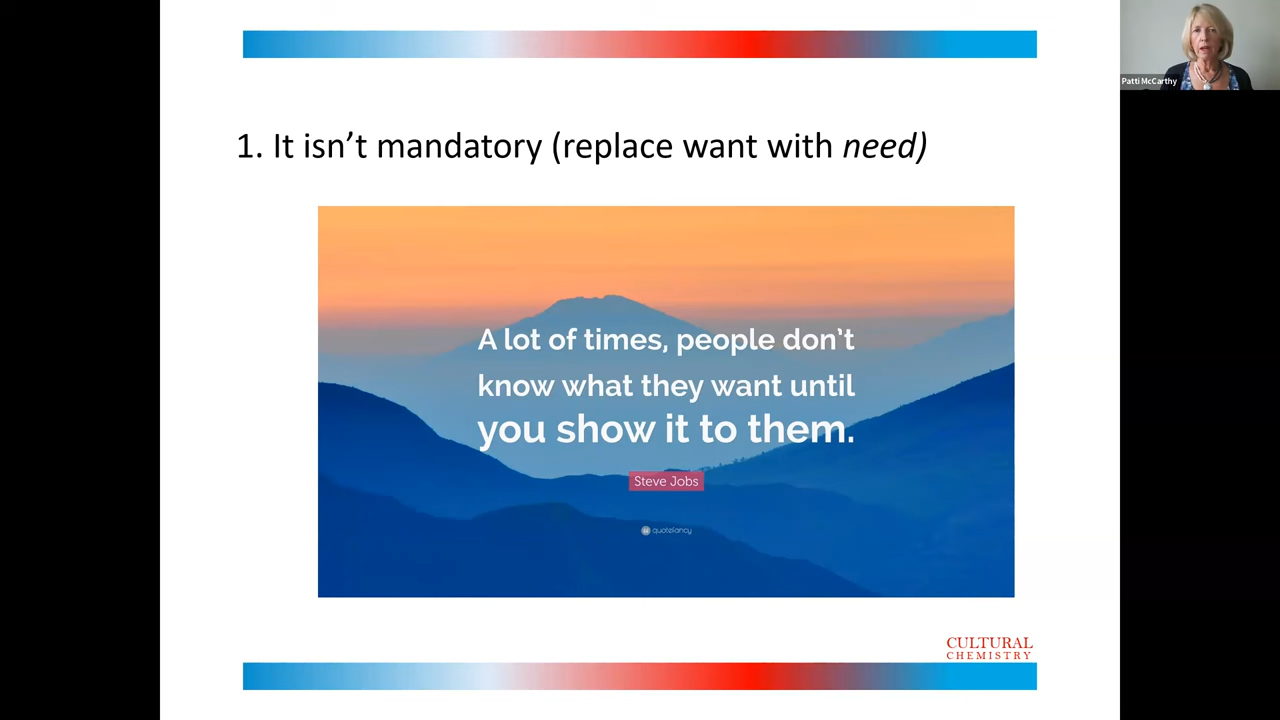 Patti McCarthy
1. It isn’t mandatory (replace want with need)
A lot of times, people don’t
know what they want until
you show it to them.
Steve Jobs
quotefancy
CULTURAL
CHEMISTRY